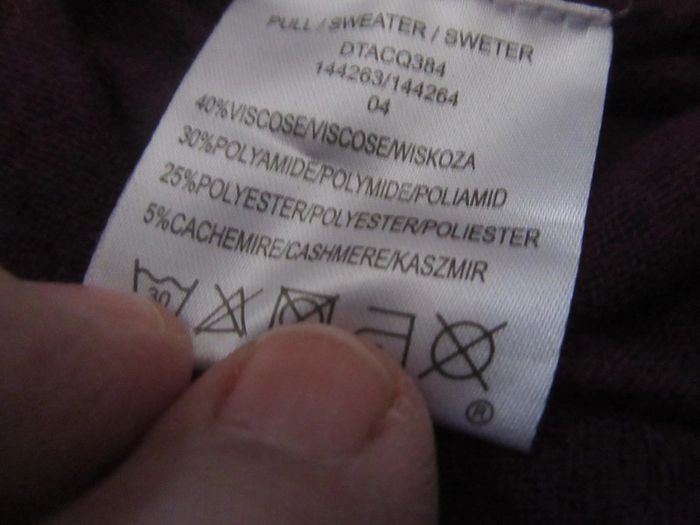 PULL / SWEATER / SWETER
DTACQ384
144263/144264
04
40%VISCOSE/VISCOSE/WISKOZA
30%POLYAMIDE/POLYMIDE/POLIAMID
25%POLYESTER/POLYESTER/POLIESTER
5%CACHEMIRE/CASHMERE/KASZMIR
30
®